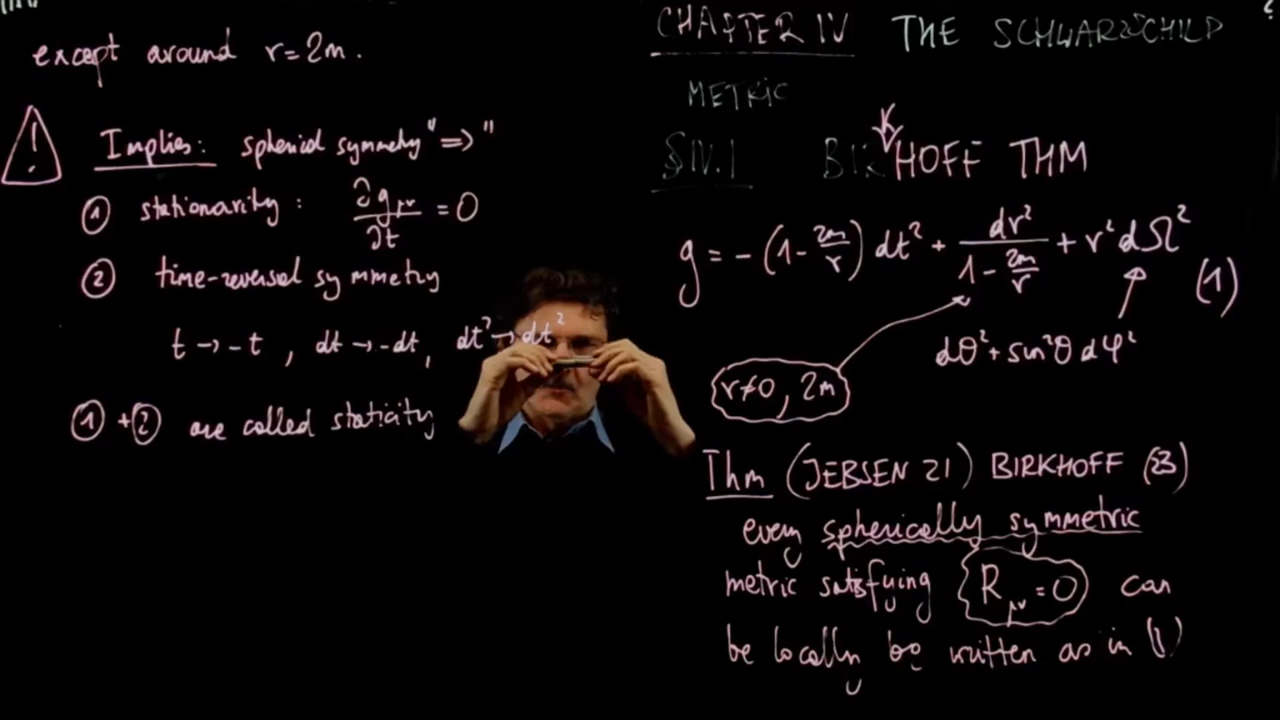 except around r=2m.
Implies: spherical symmetry "⇒"
① stationarity: ∂g_μν/∂t = 0
② time-reversal symmetry
t → -t, dt → -dt, dt² → dt²
① + ② are called staticity
CHAPTER IV THE SCHWARZSCHILD
METRIC
§IV.1 BIRHOFF THM
K
g = -(1 - 2m/r) dt² + dr²/(1 - 2m/r) + r² dΩ² (1)
dθ² + sin²θ dφ²
r≠0, 2m
Thm (JEBSEN 21) BIRKHOFF (23)
every spherically symmetric
metric satisfying R_μν = 0 can
be locally be written as in (1)